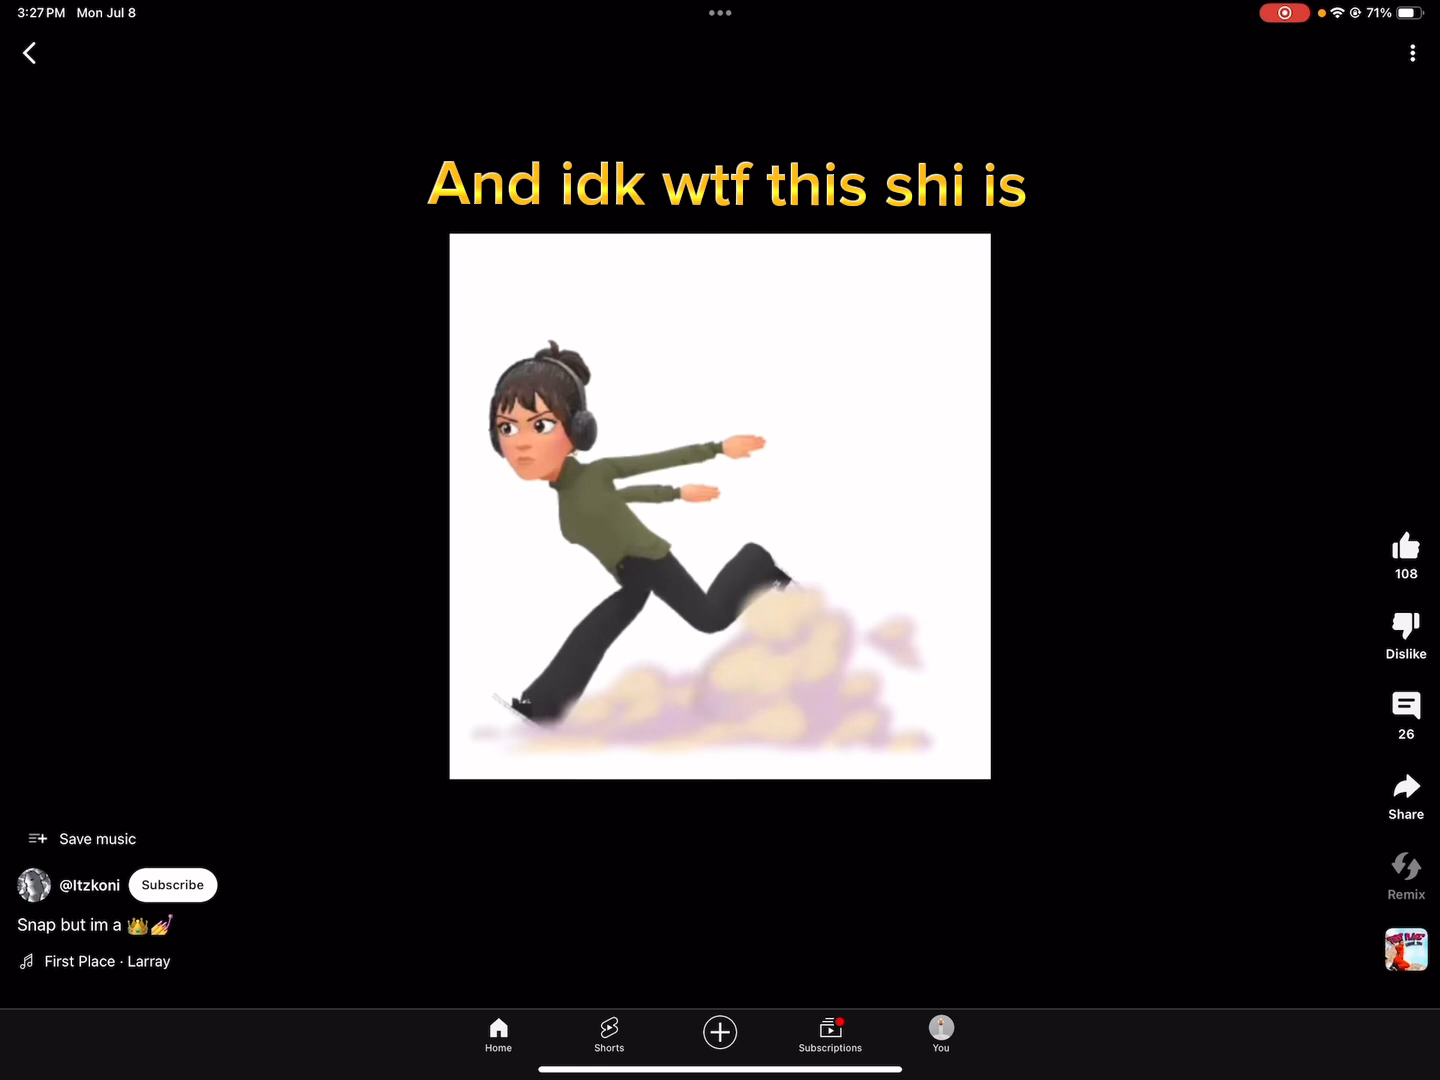 3:27 PM Mon Jul 8
71%
And idk wtf this shi is
108
Dislike
26
Share
Remix
Save music
@Itzkoni
Subscribe
Snap but im a 👑💅
First Place · Larray
Home
Shorts
Subscriptions
You